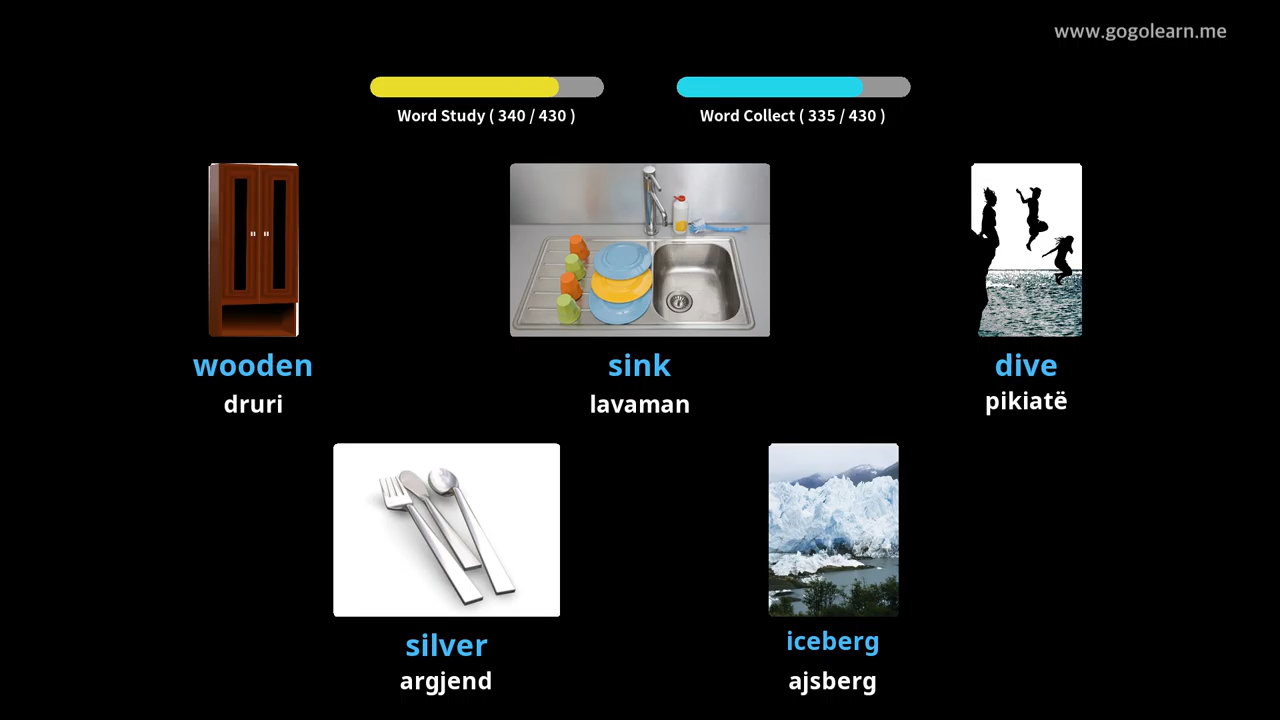 www.gogolearn.me
Word Study ( 340 / 430 )
Word Collect ( 335 / 430 )
wooden
druri
sink
lavaman
dive
pikiatë
silver
argjend
iceberg
ajsberg